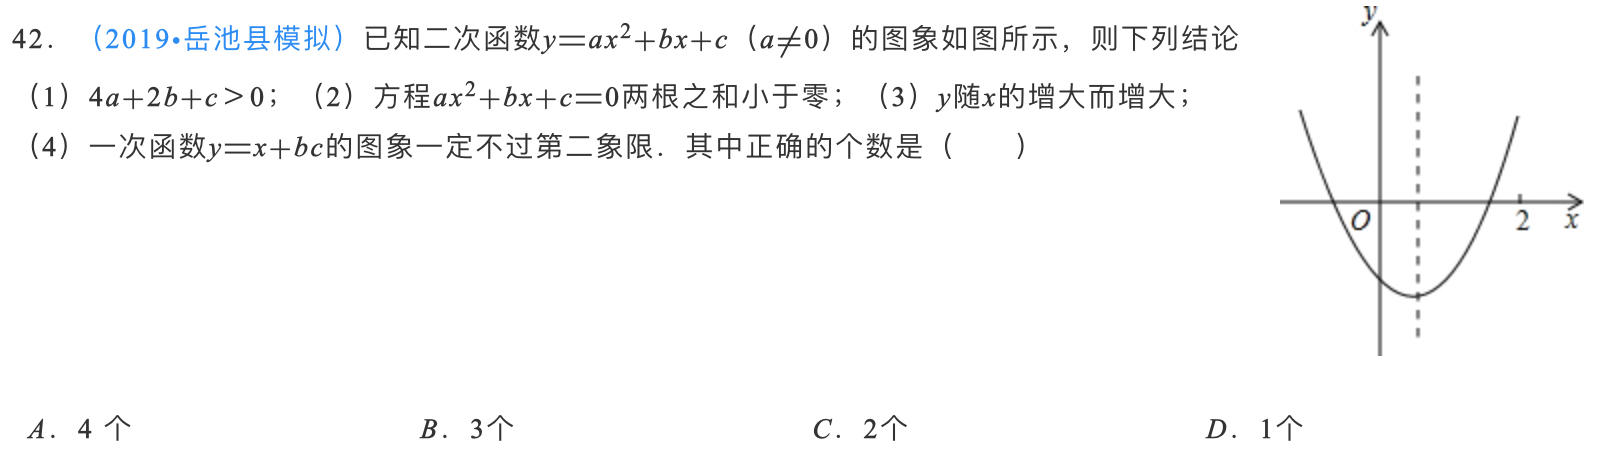 42. (2019•岳池县模拟) 已知二次函数y=ax²+bx+c (a≠0) 的图象如图所示, 则下列结论
(1) 4a+2b+c>0; (2) 方程ax²+bx+c=0两根之和小于零; (3) y随x的增大而增大;
(4) 一次函数y=x+bc的图象一定不过第二象限. 其中正确的个数是 ( )
y
O
2
x
A. 4 个 B. 3个 C. 2个 D. 1个